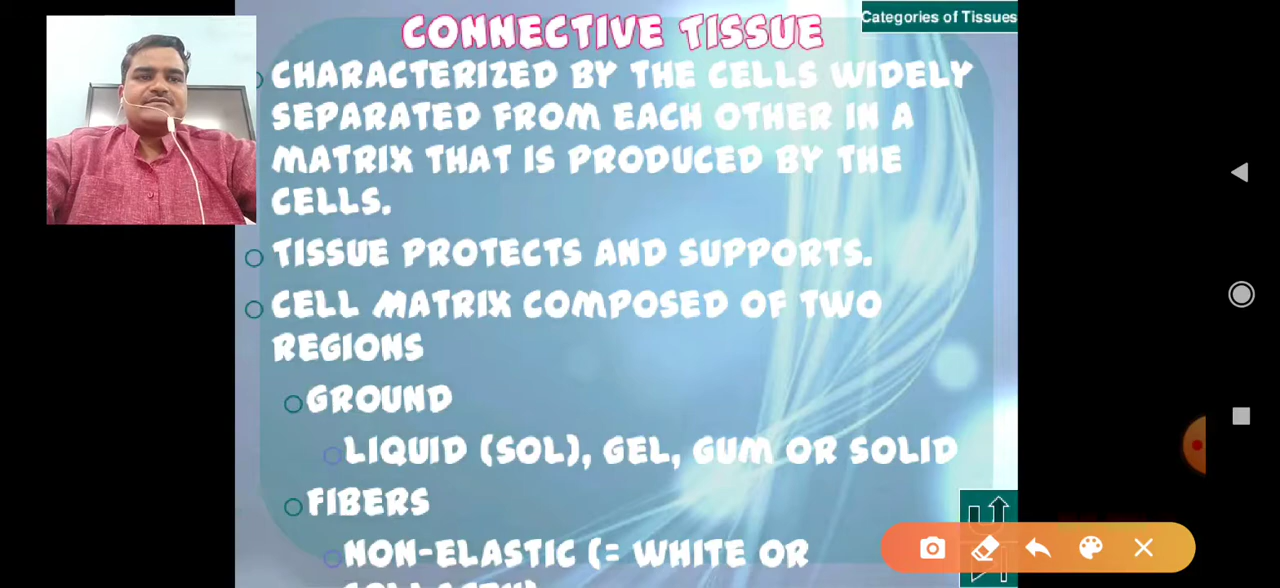 CONNECTIVE TISSUE
Categories of Tissues
CHARACTERIZED BY THE CELLS WIDELY
SEPARATED FROM EACH OTHER IN A
MATRIX THAT IS PRODUCED BY THE
CELLS.
TISSUE PROTECTS AND SUPPORTS.
CELL MATRIX COMPOSED OF TWO
REGIONS
GROUND
LIQUID (SOL), GEL, GUM OR SOLID
FIBERS
NON-ELASTIC (= WHITE OR